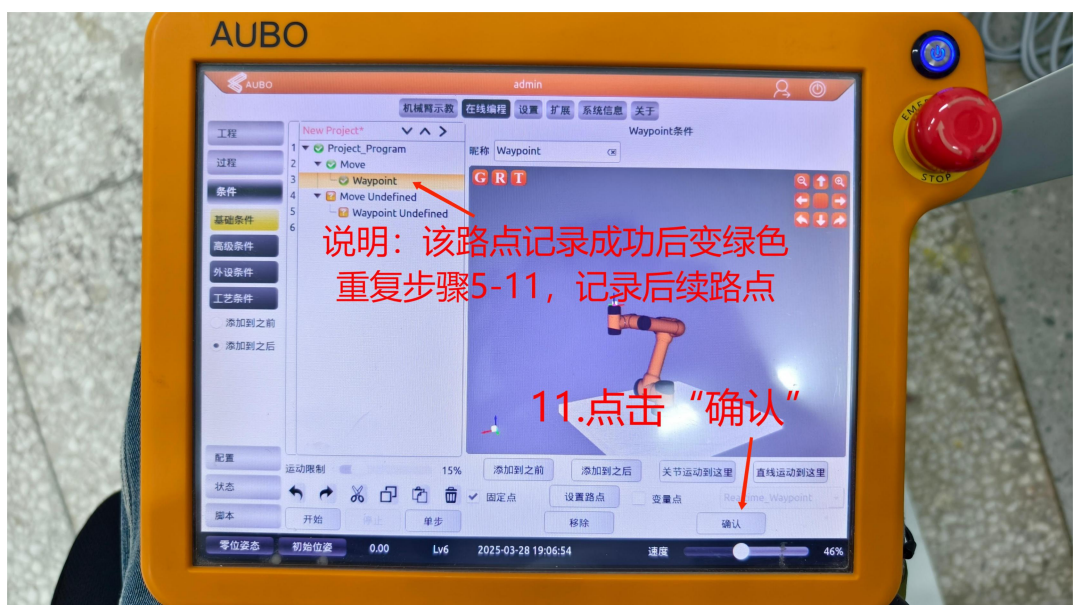 AUBO
AUBO
admin
机械臂示教 在线编程 设置 扩展 系统信息 关于
工程
过程
条件
基础条件
高级条件
外设条件
工艺条件
添加到之前
添加到之后
配置
状态
脚本
New Project*
1 Project_Program
2 Move
3 Waypoint
4 Move Undefined
5 Waypoint Undefined
6
Waypoint条件
昵称 Waypoint
G R T
说明：该路点记录成功后变绿色
重复步骤5-11，记录后续路点
11.点击“确认”
运动限制 15%
添加到之前 添加到之后 关节运动到这里 直线运动到这里
固定点 设置路点 变量点 Realtime_Waypoint
开始 停止 单步 移除 确认
零位姿态 初始位姿 0.00 Lv6 2025-03-28 19:06:54 速度 46%
STOP